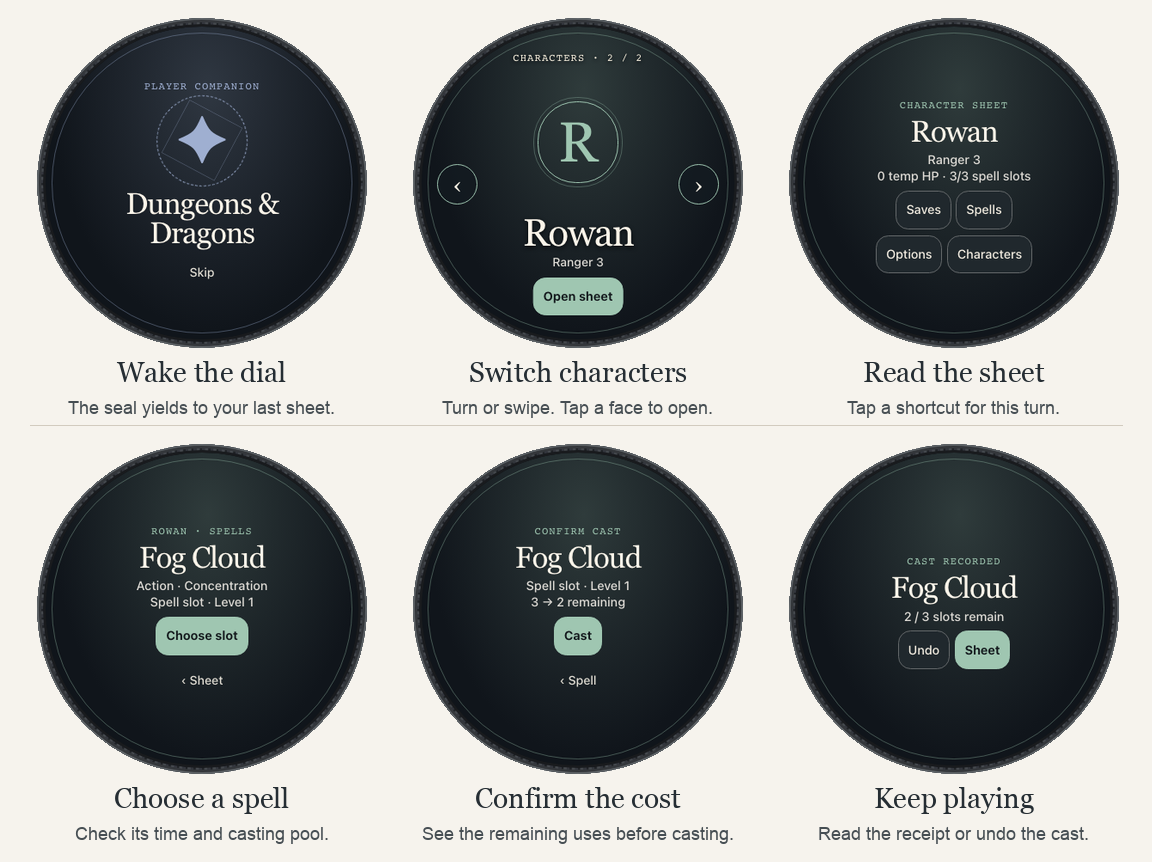 PLAYER COMPANION
Dungeons &
Dragons
Skip
Wake the dial
The seal yields to your last sheet.
CHARACTERS · 2 / 2
R
‹
›
Rowan
Ranger 3
Open sheet
Switch characters
Turn or swipe. Tap a face to open.
CHARACTER SHEET
Rowan
Ranger 3
0 temp HP · 3/3 spell slots
Saves
Spells
Options
Characters
Read the sheet
Tap a shortcut for this turn.
ROWAN · SPELLS
Fog Cloud
Action · Concentration
Spell slot · Level 1
Choose slot
‹ Sheet
Choose a spell
Check its time and casting pool.
CONFIRM CAST
Fog Cloud
Spell slot · Level 1
3 → 2 remaining
Cast
‹ Spell
Confirm the cost
See the remaining uses before casting.
CAST RECORDED
Fog Cloud
2 / 3 slots remain
Undo
Sheet
Keep playing
Read the receipt or undo the cast.